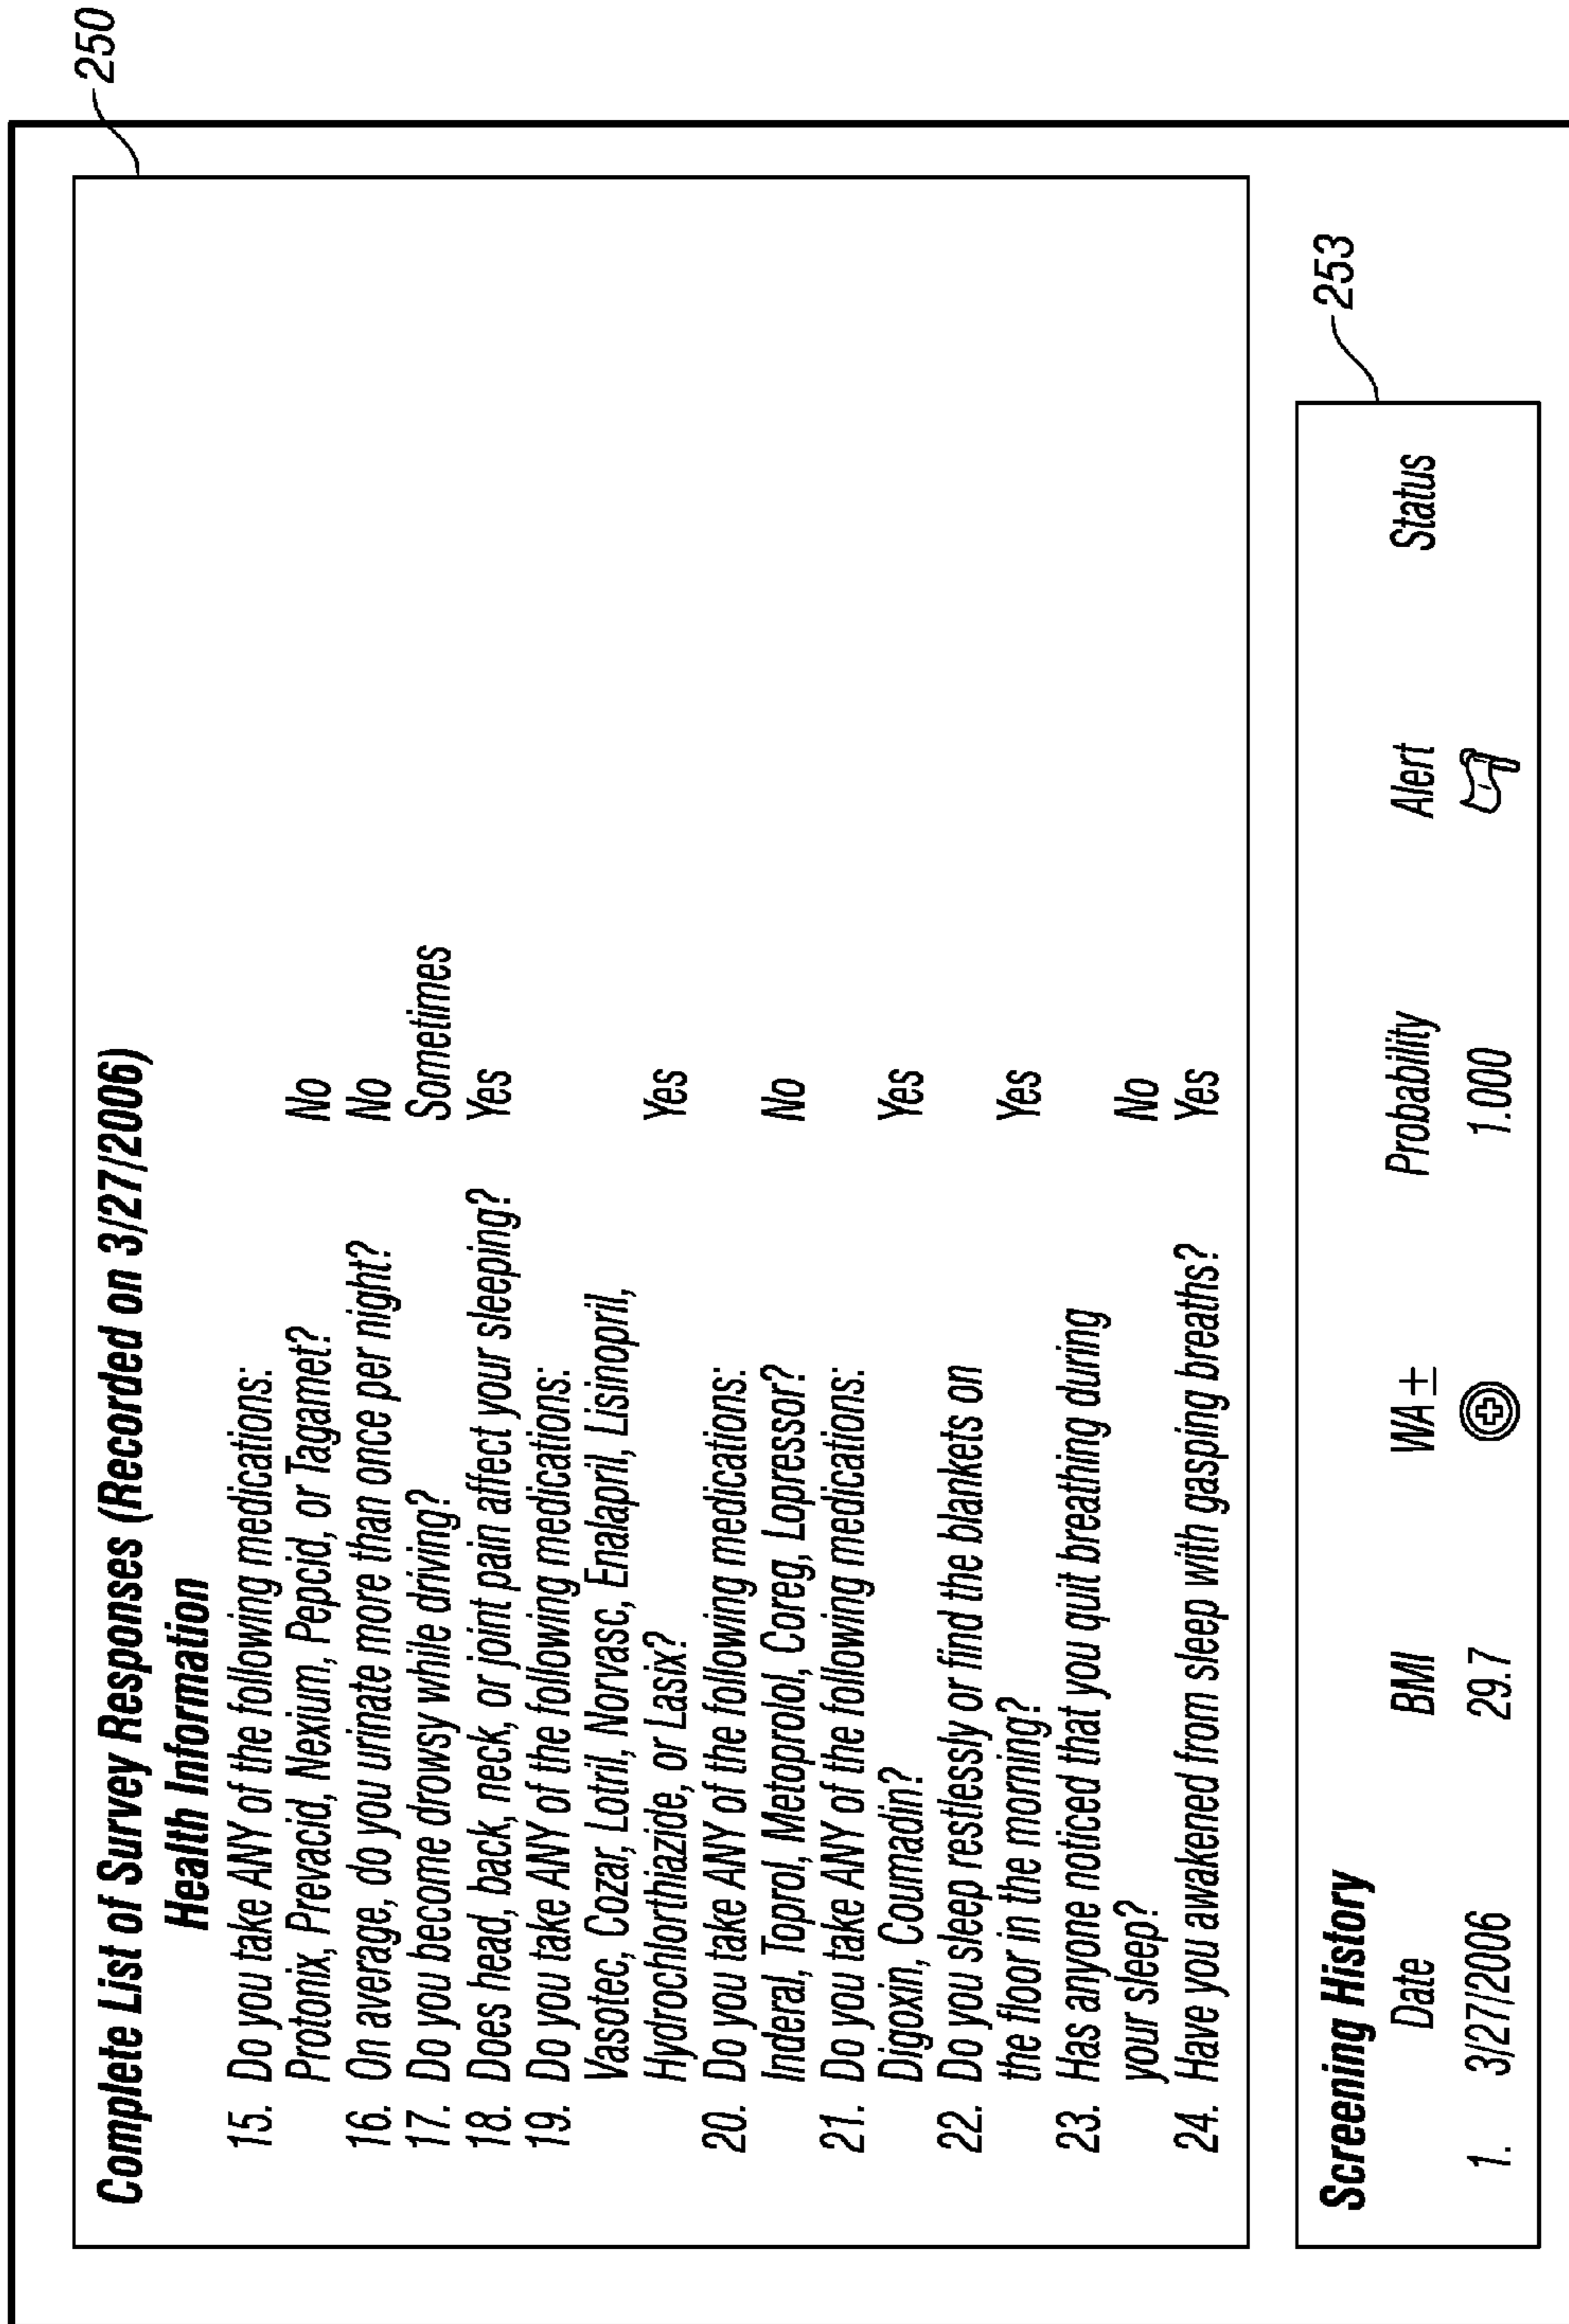 250
Complete List of Survey Responses (Recorded on 3/27/2006)
Health Information
15. Do you take ANY of the following medications:
Protonix, Prevacid, Nexium, Pepcid, or Tagamet? No
16. On average, do you urinate more than once per night? No
17. Do you become drowsy while driving? Sometimes
18. Does head, back, neck, or joint pain affect your sleeping? Yes
19. Do you take ANY of the following medications:
Vasotec, Cozar, Lotril, Norvasc, Enalapril, Lisinopril,
Hydrochlorthiazide, or Lasix? Yes
20. Do you take ANY of the following medications:
Inderal, Toprol, Metoprolol, Coreg, Lopressor? No
21. Do you take ANY of the following medications:
Digoxin, Coumadin? Yes
22. Do you sleep restlessly or find the blankets on
the floor in the morning? Yes
23. Has anyone noticed that you quit breathing during
your sleep? No
24. Have you awakened from sleep with gasping breaths? Yes
253
Screening History
Date BMI WA ± Probability Alert Status
1. 3/27/2006 29.7 + 1.000